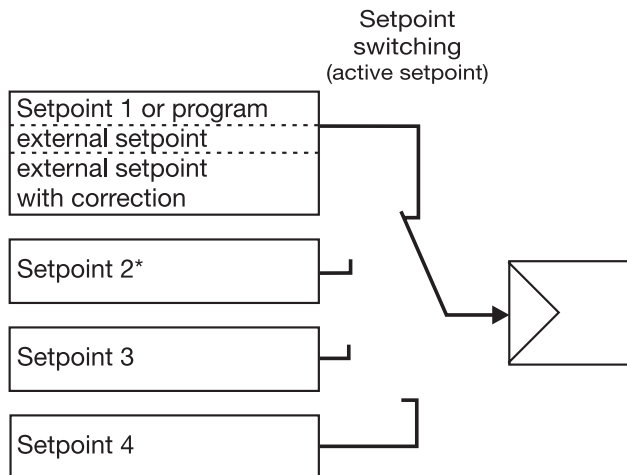 Setpoint
switching
(active setpoint)
Setpoint 1 or program
external setpoint
external setpoint
with correction
Setpoint 2*
Setpoint 3
Setpoint 4